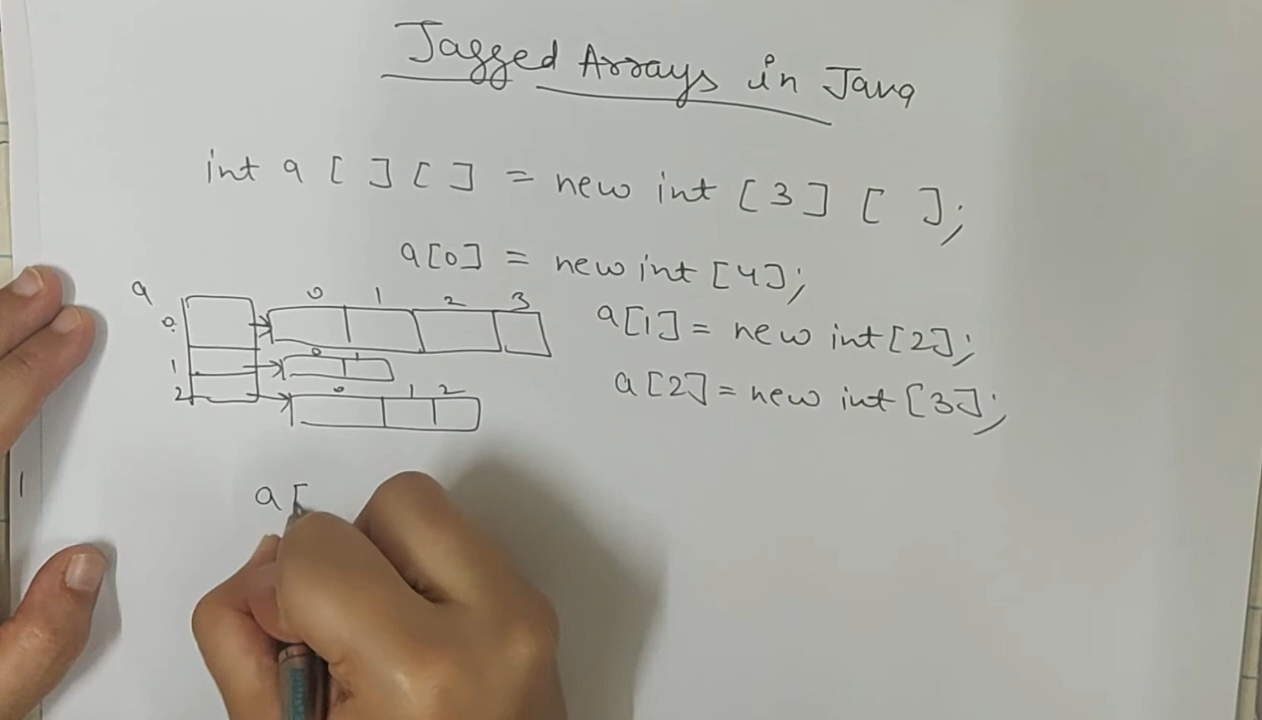 Jagged Arrays in Java
int a [ ] [ ] = new int [ 3 ] [ ];
a[0] = new int [4];
a[1] = new int[2];
a[2] = new int [3];
a
0 1 2 3
0
0 1
1
0 1 2
2
a [